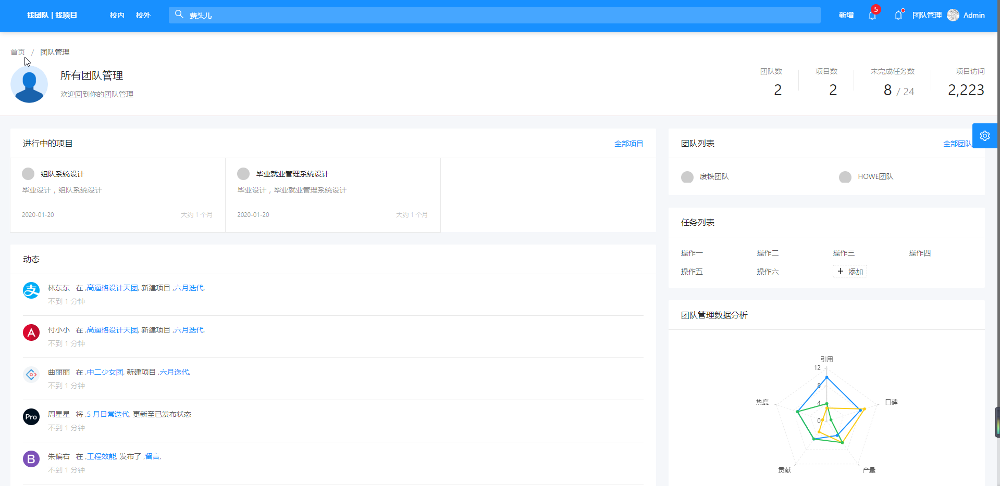 找团队 | 找项目 校内 校外 费头儿 新增 5 团队管理 Admin
首页 / 团队管理
所有团队管理
欢迎回到你的团队管理
团队数 项目数 未完成任务数 项目访问
2 2 8 / 24 2,223
进行中的项目 全部项目
组队系统设计 毕业就业管理系统设计
毕业设计，组队系统设计 毕业设计，毕业就业管理系统设计
2020-01-20 大约 1 个月 2020-01-20 大约 1 个月
动态
林东东 在 ,高逼格设计天团, 新建项目 ,六月迭代,
不到 1 分钟
付小小 在 ,高逼格设计天团, 新建项目 ,六月迭代,
不到 1 分钟
曲丽丽 在 ,中二少女团, 新建项目 ,六月迭代,
不到 1 分钟
Pro
周星星 将 ,5 月日常迭代, 更新至已发布状态
不到 1 分钟
B
朱偏右 在 ,工程效能, 发布了 ,留言,
不到 1 分钟
团队列表 全部团队
废铁团队 HOWE团队
任务列表
操作一 操作二 操作三 操作四
操作五 操作六 添加
团队管理数据分析
引用
12
8
4
0
热度 口碑
贡献 产量